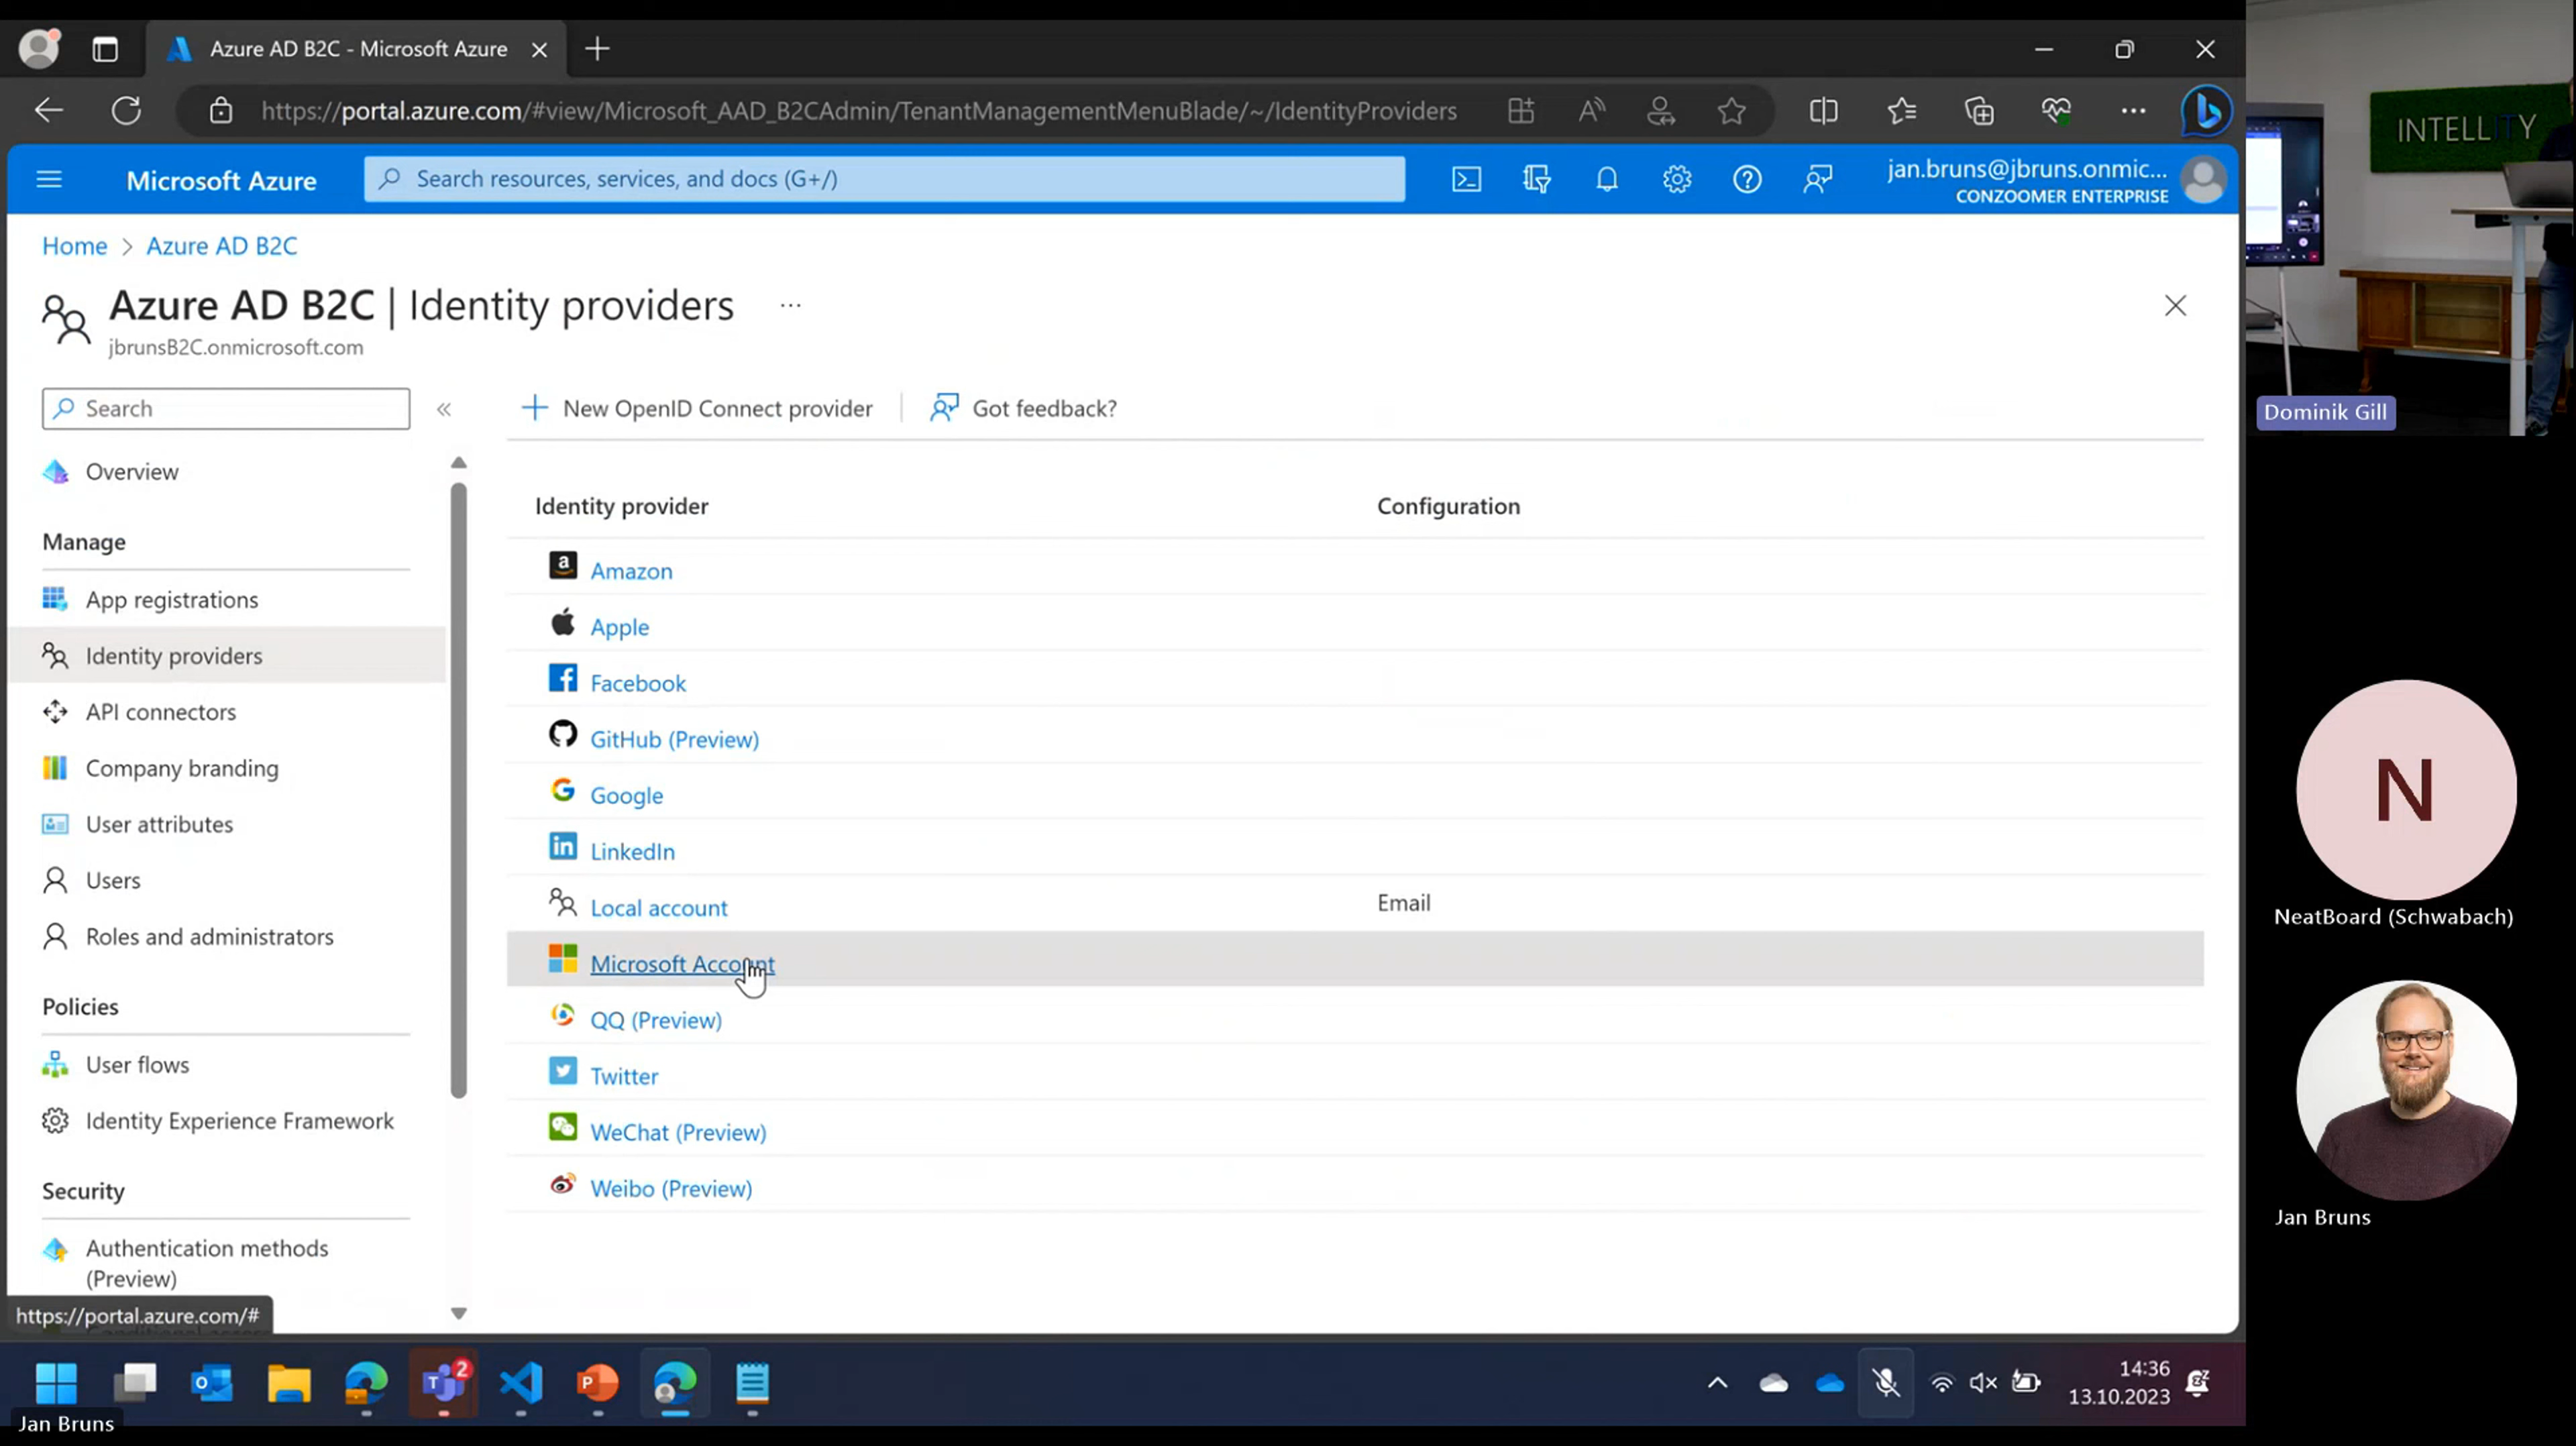 Azure AD B2C - Microsoft Azure
https://portal.azure.com/#view/Microsoft_AAD_B2CAdmin/TenantManagementMenuBlade/~/IdentityProviders
Microsoft Azure
Search resources, services, and docs (G+/)
jan.bruns@jbruns.onmic...
CONZOOMER ENTERPRISE
Home > Azure AD B2C
Azure AD B2C | Identity providers
...
jbrunsB2C.onmicrosoft.com
Search
«
New OpenID Connect provider
Got feedback?
Overview
Manage
App registrations
Identity providers
API connectors
Company branding
User attributes
Users
Roles and administrators
Policies
User flows
Identity Experience Framework
Security
Authentication methods
(Preview)
https://portal.azure.com/#
Identity provider Configuration
Amazon
Apple
Facebook
GitHub (Preview)
Google
LinkedIn
Local account Email
Microsoft Account
QQ (Preview)
Twitter
WeChat (Preview)
Weibo (Preview)
2
14:36
13.10.2023
Jan Bruns
INTELLITY
Dominik Gill
N
NeatBoard (Schwabach)
Jan Bruns